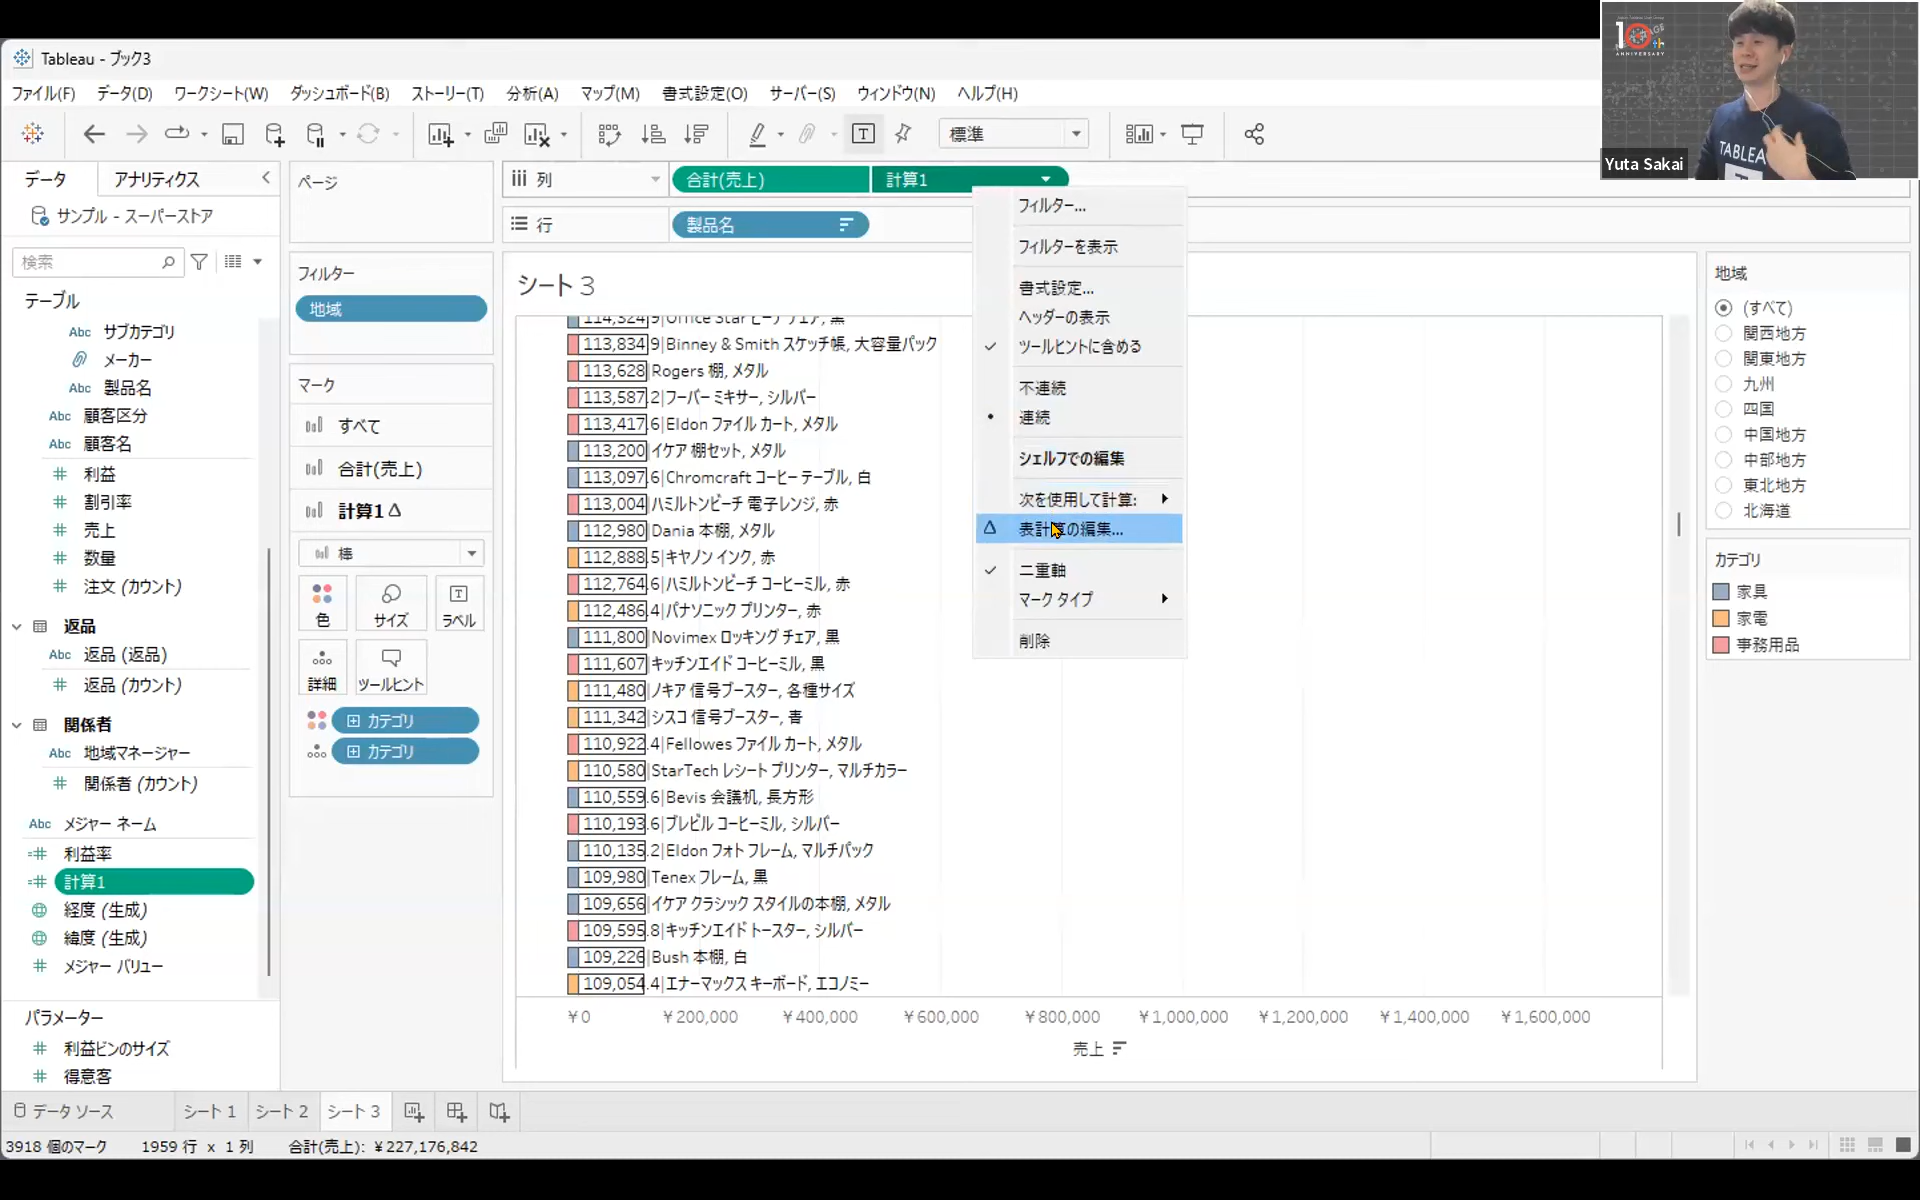 Tableau - ブック3
ファイル(F) データ(D) ワークシート(W) ダッシュボード(B) ストーリー(T) 分析(A) マップ(M) 書式設定(O) サーバー(S) ウィンドウ(N) ヘルプ(H)
標準
10th
ANNIVERSARY
TABLEA
Yuta Sakai
データ アナリティクス
サンプル - スーパーストア
検索
テーブル
Abc サブカテゴリ
メーカー
Abc 製品名
Abc 顧客区分
Abc 顧客名
利益
割引率
売上
数量
注文 (カウント)
返品
Abc 返品 (返品)
返品 (カウント)
関係者
Abc 地域マネージャー
関係者 (カウント)
Abc メジャー ネーム
利益率
計算1
経度 (生成)
緯度 (生成)
メジャー バリュー
パラメーター
利益ビンのサイズ
得意客
ページ
フィルター
地域
マーク
すべて
合計(売上)
計算1 Δ
棒
色 サイズ ラベル
詳細 ツールヒント
カテゴリ
カテゴリ
列 合計(売上) 計算1
行 製品名
シート 3
114,324|9|Office Star ビーチ チェア, 黒
113,834|9|Binney & Smith スケッチ帳, 大容量パック
113,628|Rogers 棚, メタル
113,587.2|フーバー ミキサー, シルバー
113,417.6|Eldon ファイル カート, メタル
113,200|イケア 棚セット, メタル
113,097.6|Chromcraft コーヒー テーブル, 白
113,004|ハミルトンビーチ 電子レンジ, 赤
112,980|Dania 本棚, メタル
112,888.5|キヤノン インク, 赤
112,764.6|ハミルトンビーチ コーヒーミル, 赤
112,486.4|パナソニック プリンター, 赤
111,800|Novimex ロッキング チェア, 黒
111,607|キッチンエイド コーヒーミル, 黒
111,480|ノキア 信号ブースター, 各種サイズ
111,342|シスコ 信号ブースター, 青
110,922.4|Fellowes ファイル カート, メタル
110,580|StarTech レシート プリンター, マルチカラー
110,559.6|Bevis 会議机, 長方形
110,193.6|ブレビル コーヒーミル, シルバー
110,135.2|Eldon フォト フレーム, マルチパック
109,980|Tenex フレーム, 黒
109,656|イケア クラシック スタイルの本棚, メタル
109,595.8|キッチンエイド トースター, シルバー
109,226|Bush 本棚, 白
109,054.4|エナーマックス キーボード, エコノミー
¥0 ¥200,000 ¥400,000 ¥600,000 ¥800,000 ¥1,000,000 ¥1,200,000 ¥1,400,000 ¥1,600,000
売上
フィルター...
フィルターを表示
書式設定...
ヘッダーの表示
ツールヒントに含める
不連続
連続
シェルフでの編集
次を使用して計算:
Δ 表計算の編集...
二重軸
マーク タイプ
削除
地域
(すべて)
関西地方
関東地方
九州
四国
中国地方
中部地方
東北地方
北海道
カテゴリ
家具
家電
事務用品
データ ソース シート 1 シート 2 シート 3
3918 個のマーク 1959 行 x 1 列 合計(売上): ¥227,176,842